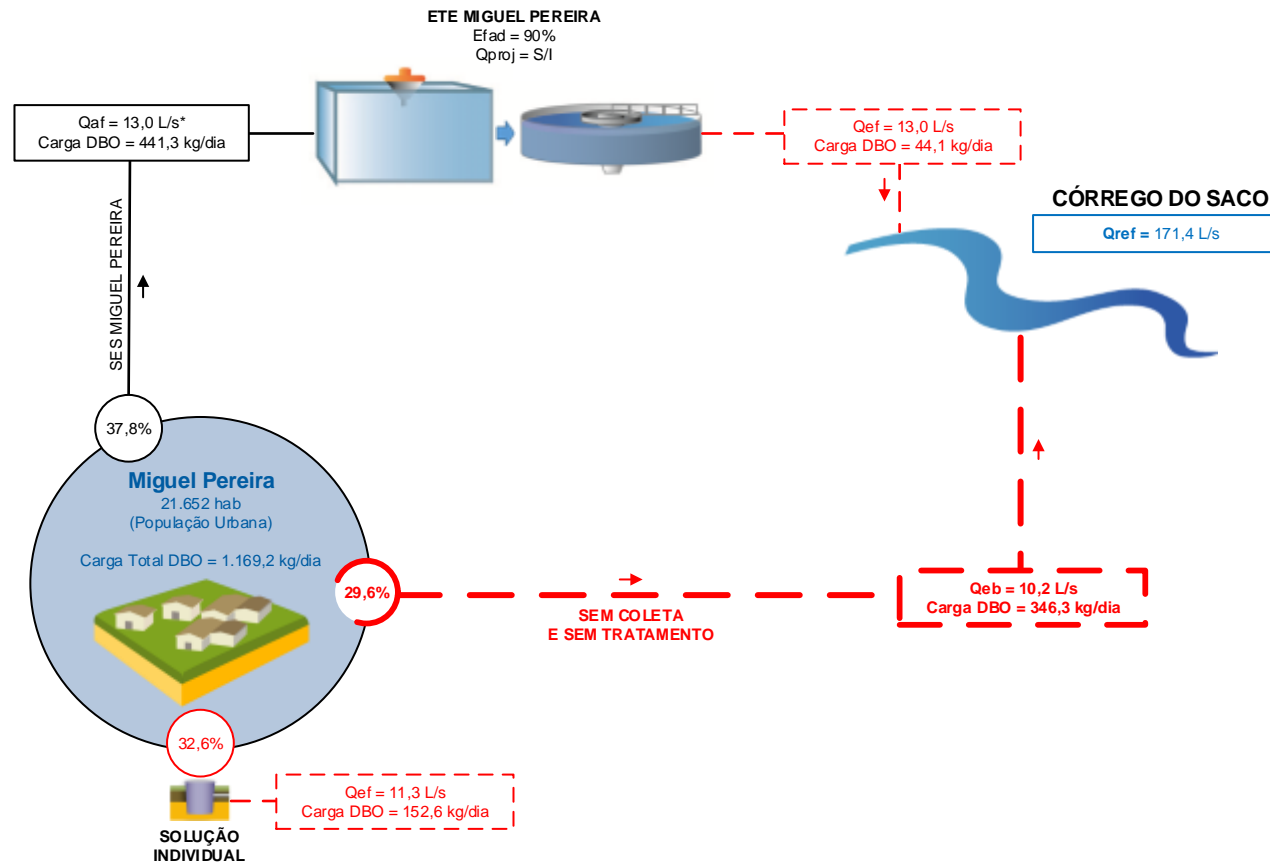 ETE MIGUEL PEREIRA
Efad = 90%
Qproj = S/I
Qaf = 13,0 L/s*
Carga DBO = 441,3 kg/dia
Qef = 13,0 L/s
Carga DBO = 44,1 kg/dia
CÓRREGO DO SACO
Qref = 171,4 L/s
SES MIGUEL PEREIRA
37,8%
Miguel Pereira
21.652 hab
(População Urbana)
Carga Total DBO = 1.169,2 kg/dia
29,6%
SEM COLETA
E SEM TRATAMENTO
Qeb = 10,2 L/s
Carga DBO = 346,3 kg/dia
32,6%
Qef = 11,3 L/s
Carga DBO = 152,6 kg/dia
SOLUÇÃO
INDIVIDUAL